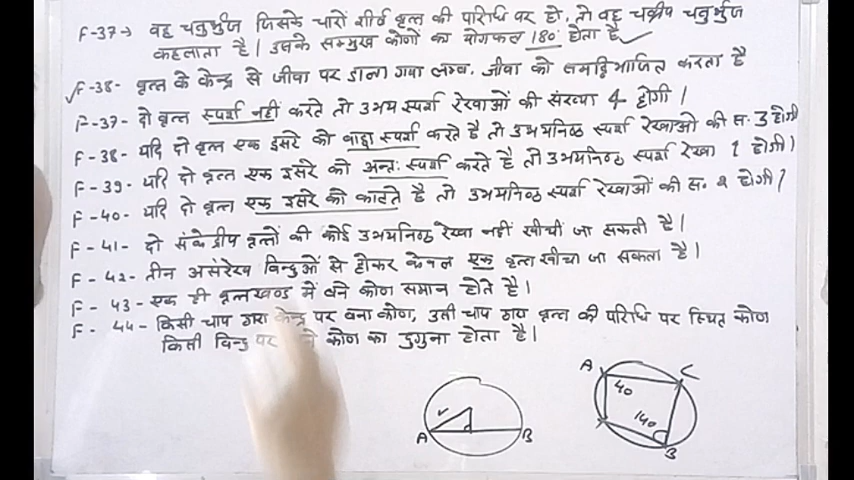 F-37→ वह चतुर्भुज जिसके चारों शीर्ष वृत्त की परिधि पर हो, तो वह चक्रीय चतुर्भुज
कहलाता है। उसके सम्मुख कोणों का योगफल 180° होता है
F-38- वृत्त के केन्द्र से जीवा पर डाला गया लम्ब, जीवा को समद्विभाजित करता है
F-37- दो वृत्त स्पर्श नहीं करते तो उभय स्पर्श रेखाओं की संख्या 4 होगी।
F-38- यदि दो वृत्त एक दूसरे को बाह्य स्पर्श करते है तो उभयनिष्ठ स्पर्श रेखाओं की स. 3 होगी
F-39- यदि दो वृत्त एक दूसरे को अन्तः स्पर्श करते है तो उभयनिष्ठ स्पर्श रेखा 1 होगी।
F-40- यदि दो वृत्त एक दूसरे को काटते है तो उभयनिष्ठ स्पर्श रेखाओं की स. 2 होगी।
F-41- दो संकेद्रीय वृत्तों की कोई उभयनिष्ठ रेखा नहीं खीची जा सकती है।
F-42- तीन असंरेख बिन्दुओं से होकर केवल एक वृत्त खीचा जा सकता है।
F-43- एक ही वृत्तखण्ड में बने कोण समान होते है।
F-44- किसी चाप द्वारा केन्द्र पर बना कोण, उसी चाप द्वारा वृत्त की परिधि पर स्थित कोण
किसी बिन्दु पर कोण का दुगुना होता है।
A B
A C
40
140
B